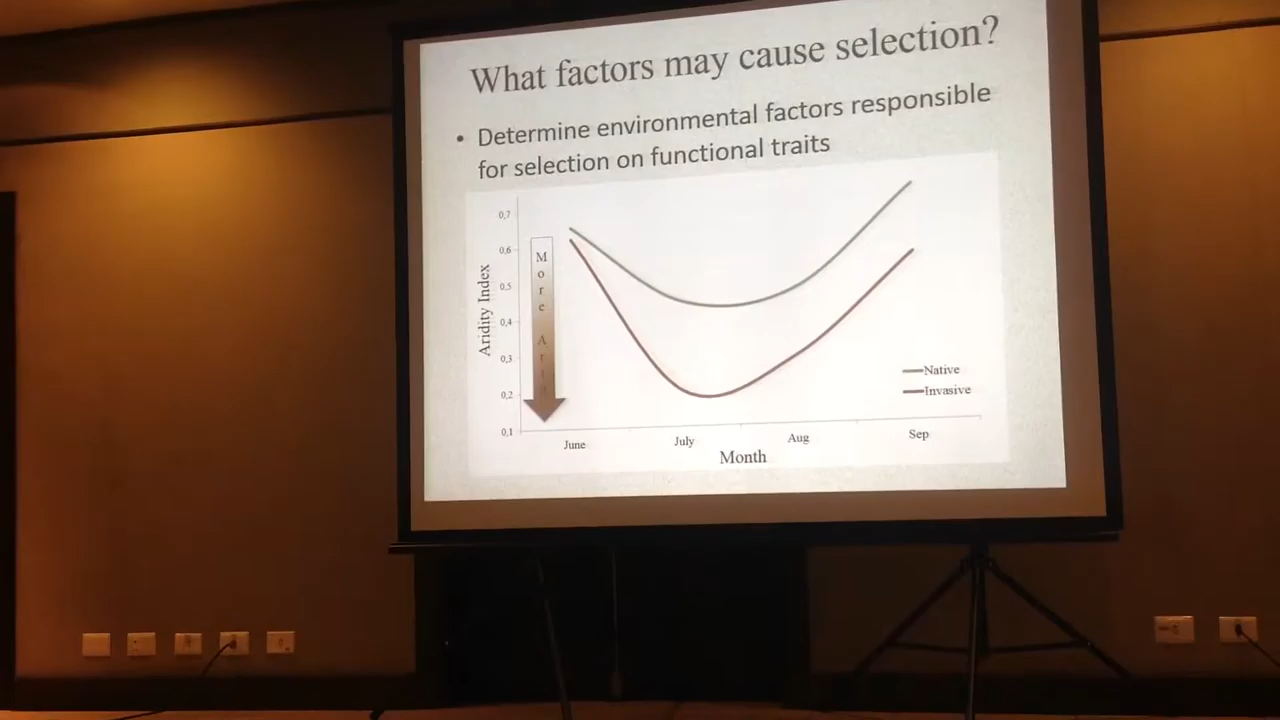 What factors may cause selection?
• Determine environmental factors responsible
for selection on functional traits
0,7
0,6
0,5
0,4
0,3
0,2
0,1
Aridity Index
More Arid
Native
Invasive
June
July
Aug
Sep
Month